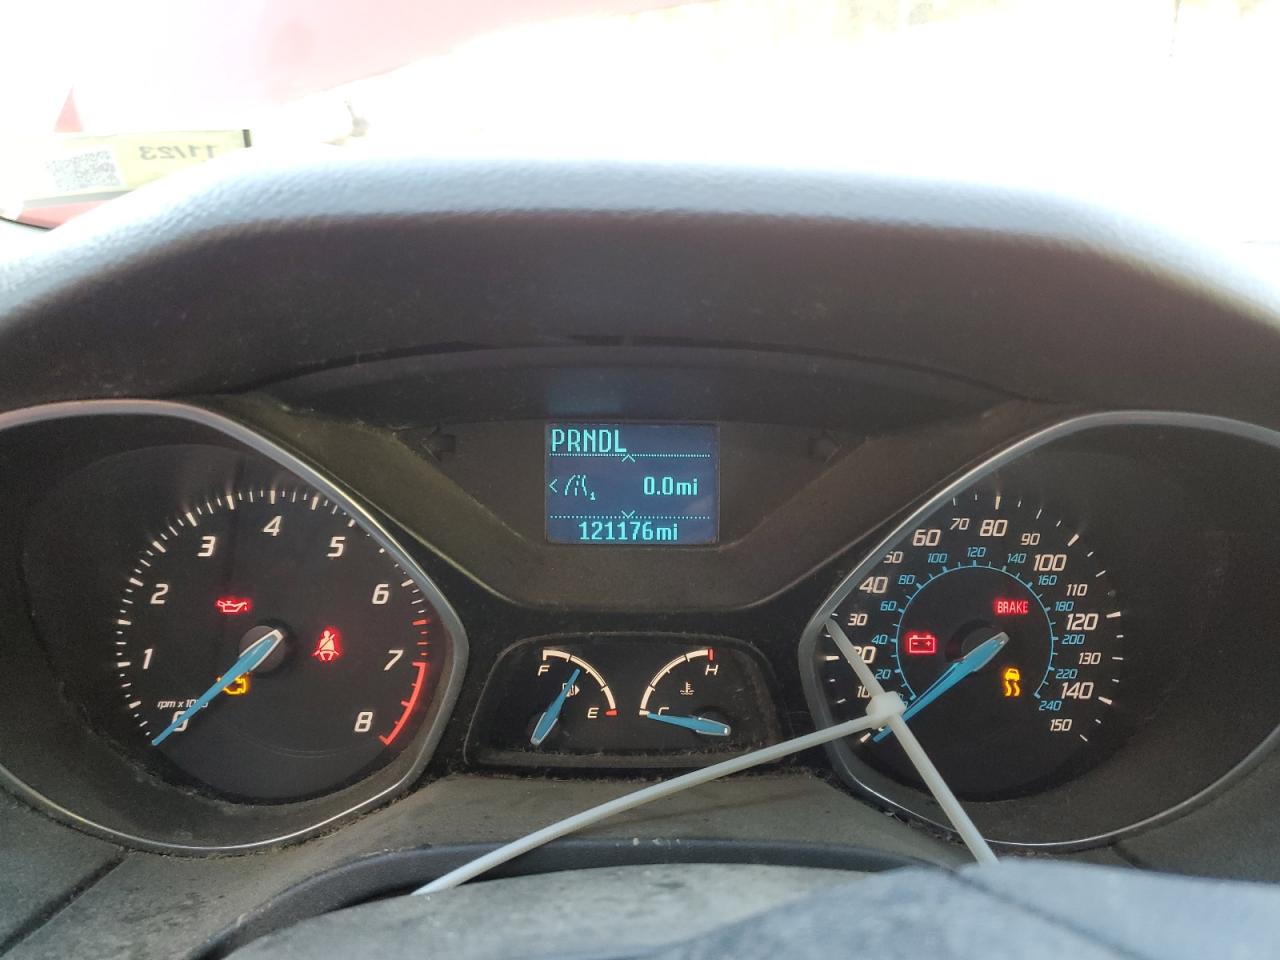 11/23
PRNDL
< 1 0.0mi
121176mi
0 1 2 3 4 5 6 7 8
F E
C H
10 20 30 40 50 60 70 80 90 100 110 120 130 140 150
20 40 60 80 100 120 140 160 180 200 220 240
BRAKE
- +